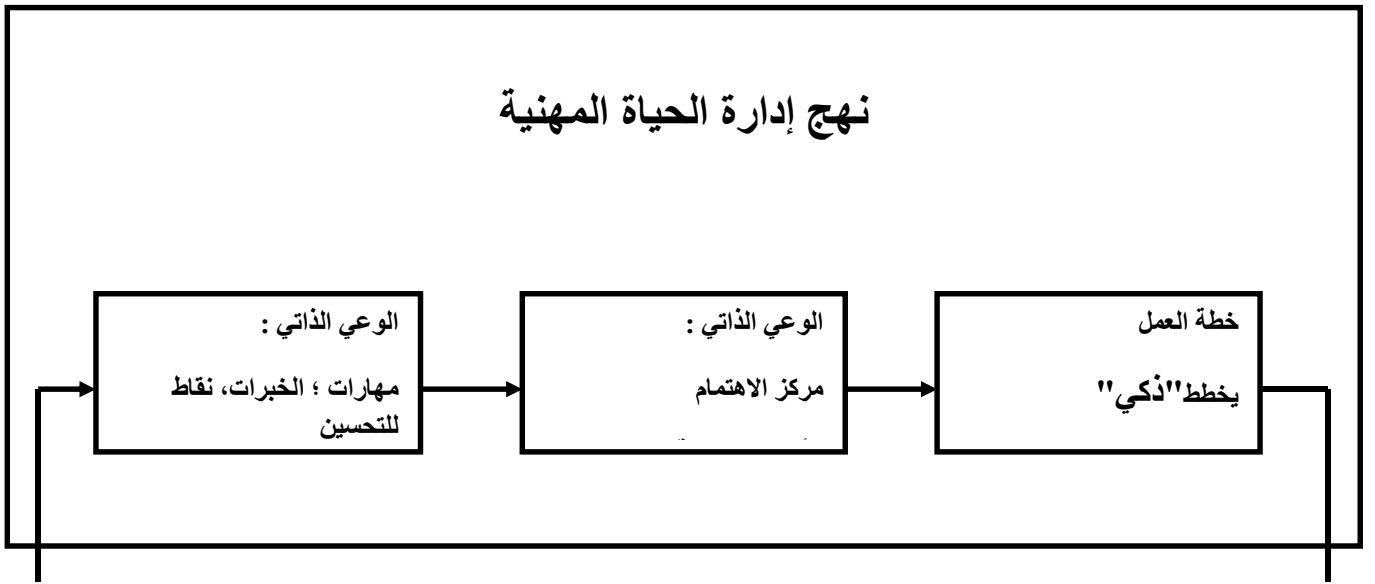 نهج إدارة الحياة المهنية
الوعي الذاتي :
مهارات ؛ الخبرات، نقاط
للتحسين
الوعي الذاتي :
مركز الاهتمام
خطة العمل
يخطط"ذكي"